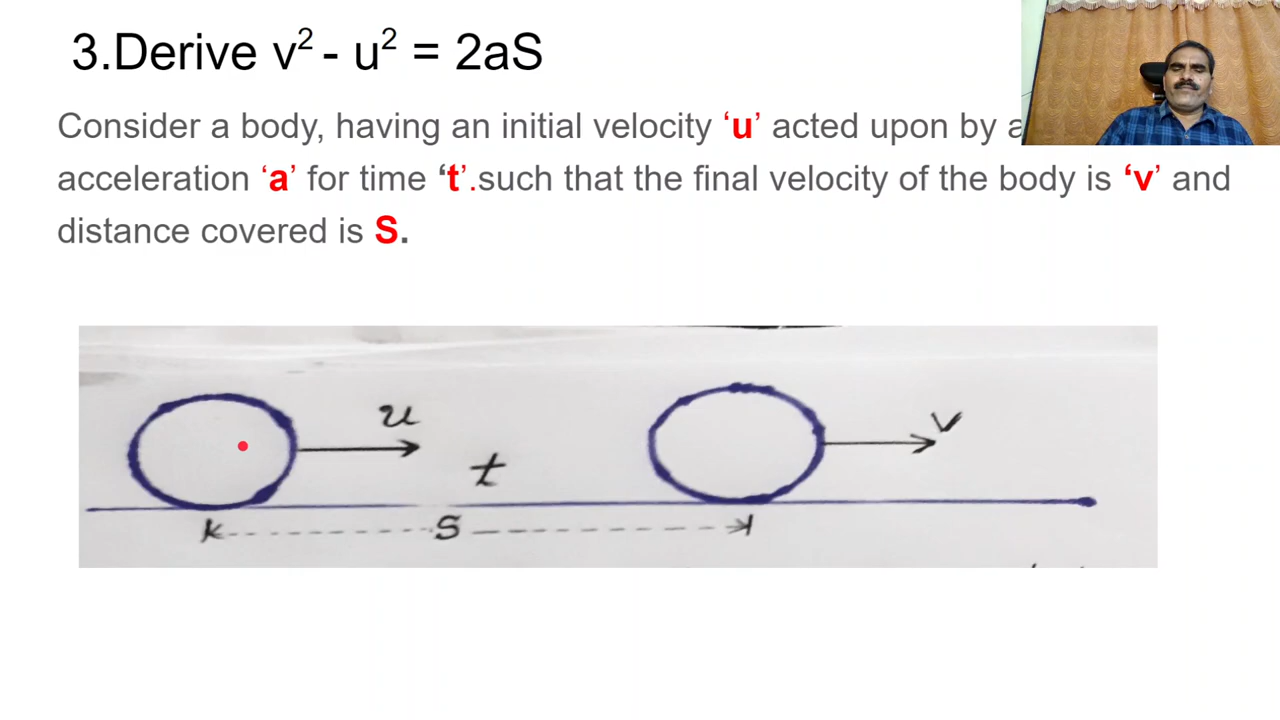 3.Derive v² - u² = 2aS
Consider a body, having an initial velocity ‘u’ acted upon by a
acceleration ‘a’ for time ‘t’.such that the final velocity of the body is ‘v’ and
distance covered is S.
u
v
t
S